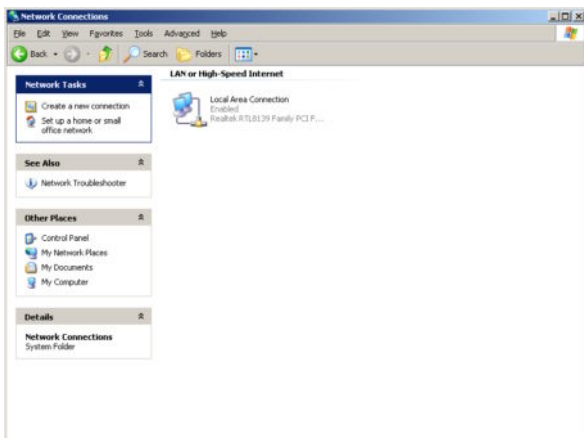 Network Connections
File Edit View Favorites Tools Advanced Help
Back Search Folders
Network Tasks
Create a new connection
Set up a home or small
office network
See Also
Network Troubleshooter
Other Places
Control Panel
My Network Places
My Documents
My Computer
Details
Network Connections
System Folder
LAN or High-Speed Internet
Local Area Connection
Enabled
Realtek RTL8139 Family PCI F...